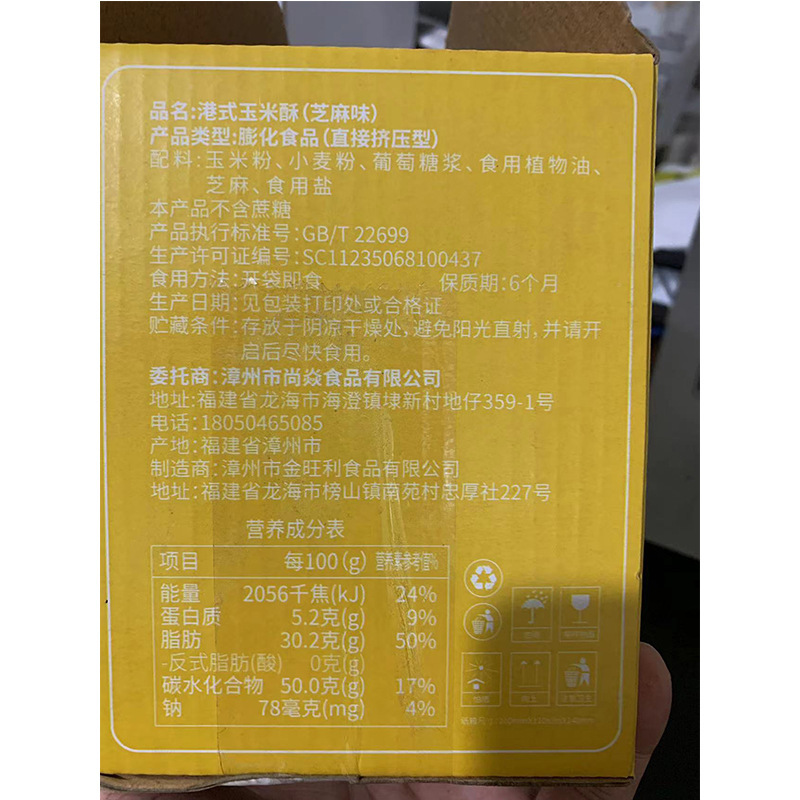 品名:港式玉米酥(芝麻味)
产品类型:膨化食品(直接挤压型)
配料:玉米粉、小麦粉、葡萄糖浆、食用植物油、
芝麻、食用盐
本产品不含蔗糖
产品执行标准号:GB/T 22699
生产许可证编号:SC11235068100437
食用方法:开袋即食 保质期:6个月
生产日期:见包装打印处或合格证
贮藏条件:存放于阴凉干燥处,避免阳光直射,并请开
启后尽快食用。
委托商:漳州市尚焱食品有限公司
地址:福建省龙海市海澄镇埭新村地仔359-1号
电话:18050465085
产地:福建省漳州市
制造商:漳州市金旺利食品有限公司
地址:福建省龙海市榜山镇南苑村忠厚社227号
营养成分表
项目 每100(g) 营养素参考值%
能量 2056千焦(kJ) 24%
蛋白质 5.2克(g) 9%
脂肪 30.2克(g) 50%
-反式脂肪(酸) 0克(g)
碳水化合物 50.0克(g) 17%
钠 78毫克(mg) 4%
向上